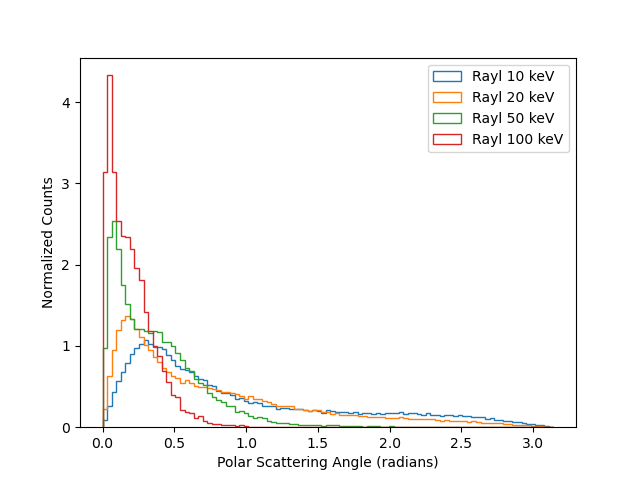 Rayl 10 keV
Rayl 20 keV
Rayl 50 keV
Rayl 100 keV
Normalized Counts
4
3
2
1
0
0.0 0.5 1.0 1.5 2.0 2.5 3.0
Polar Scattering Angle (radians)